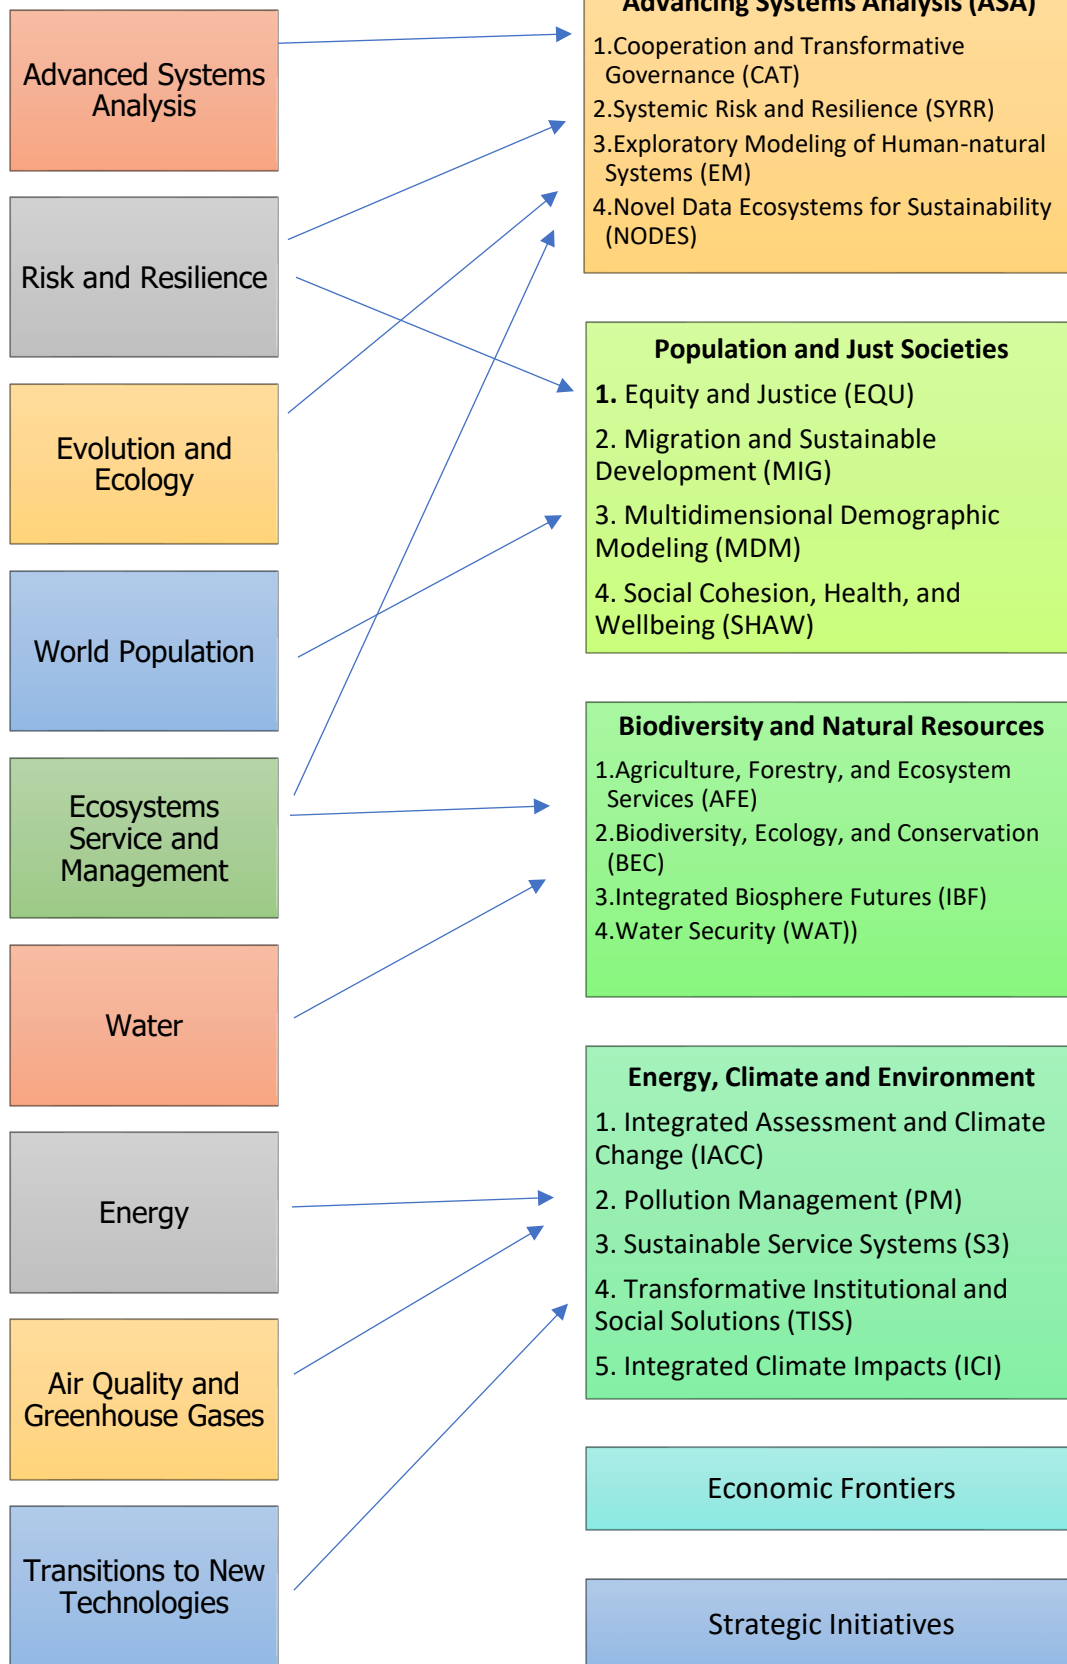 Advanced Systems
Analysis
Risk and Resilience
Evolution and
Ecology
World Population
Ecosystems
Service and
Management
Water
Energy
Air Quality and
Greenhouse Gases
Transitions to New
Technologies
Advancing Systems Analysis (ASA)
1.Cooperation and Transformative
Governance (CAT)
2.Systemic Risk and Resilience (SYRR)
3.Exploratory Modeling of Human-natural
Systems (EM)
4.Novel Data Ecosystems for Sustainability
(NODES)
Population and Just Societies
1. Equity and Justice (EQU)
2. Migration and Sustainable
Development (MIG)
3. Multidimensional Demographic
Modeling (MDM)
4. Social Cohesion, Health, and
Wellbeing (SHAW)
Biodiversity and Natural Resources
1.Agriculture, Forestry, and Ecosystem
Services (AFE)
2.Biodiversity, Ecology, and Conservation
(BEC)
3.Integrated Biosphere Futures (IBF)
4.Water Security (WAT))
Energy, Climate and Environment
1. Integrated Assessment and Climate
Change (IACC)
2. Pollution Management (PM)
3. Sustainable Service Systems (S3)
4. Transformative Institutional and
Social Solutions (TISS)
5. Integrated Climate Impacts (ICI)
Economic Frontiers
Strategic Initiatives